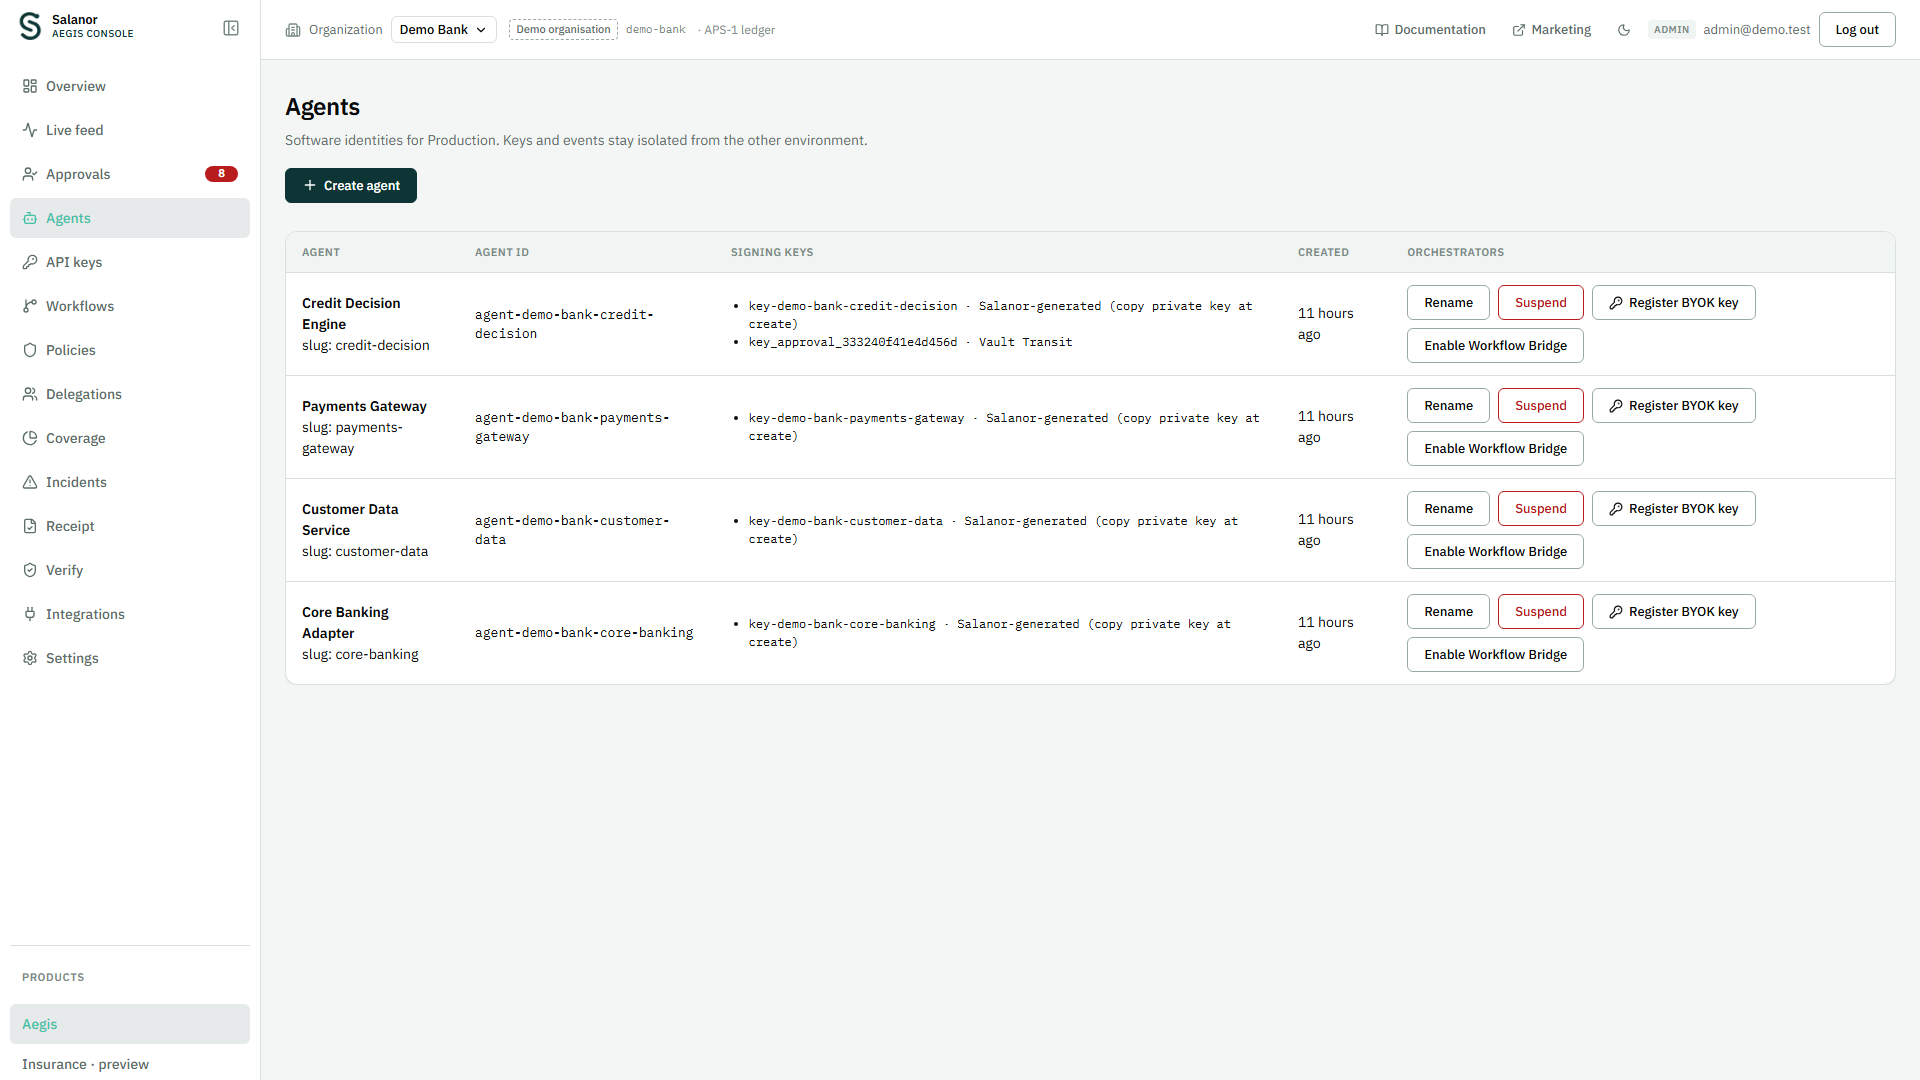 Salanor
AEGIS CONSOLE
Organization
Demo Bank
Demo organisation
demo-bank
· APS-1 ledger
Documentation
Marketing
ADMIN
admin@demo.test
Log out
Overview
Live feed
Approvals
8
Agents
API keys
Workflows
Policies
Delegations
Coverage
Incidents
Receipt
Verify
Integrations
Settings
PRODUCTS
Aegis
Insurance · preview
Agents
Software identities for Production. Keys and events stay isolated from the other environment.
Create agent
AGENT
AGENT ID
SIGNING KEYS
CREATED
ORCHESTRATORS
Credit Decision
Engine
slug: credit-decision
agent-demo-bank-credit-
decision
• key-demo-bank-credit-decision · Salanor-generated (copy private key at
create)
• key_approval_333240f41e4d456d · Vault Transit
11 hours
ago
Rename
Suspend
Register BYOK key
Enable Workflow Bridge
Payments Gateway
slug: payments-
gateway
agent-demo-bank-payments-
gateway
• key-demo-bank-payments-gateway · Salanor-generated (copy private key at
create)
11 hours
ago
Rename
Suspend
Register BYOK key
Enable Workflow Bridge
Customer Data
Service
slug: customer-data
agent-demo-bank-customer-
data
• key-demo-bank-customer-data · Salanor-generated (copy private key at
create)
11 hours
ago
Rename
Suspend
Register BYOK key
Enable Workflow Bridge
Core Banking
Adapter
slug: core-banking
agent-demo-bank-core-banking
• key-demo-bank-core-banking · Salanor-generated (copy private key at
create)
11 hours
ago
Rename
Suspend
Register BYOK key
Enable Workflow Bridge